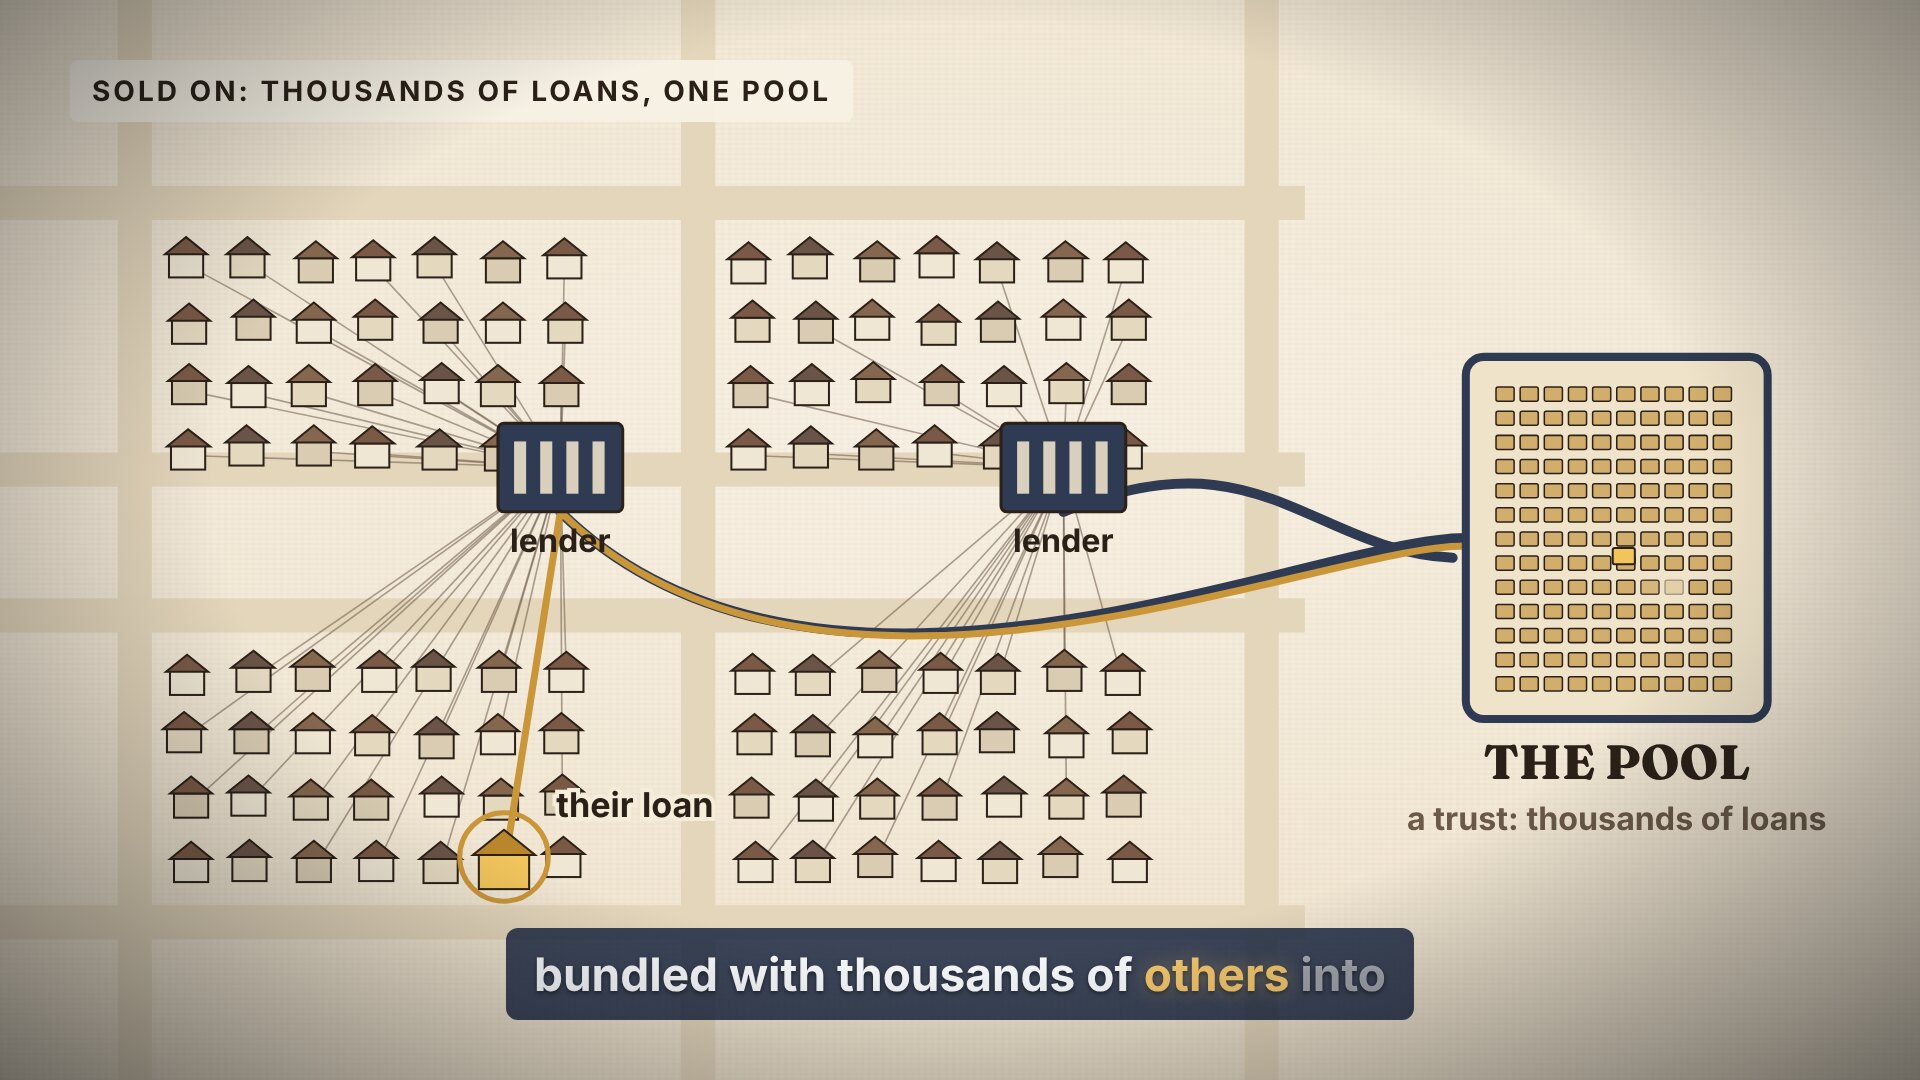 SOLD ON: THOUSANDS OF LOANS, ONE POOL
lender
lender
their loan
THE POOL
a trust: thousands of loans
bundled with thousands of others into